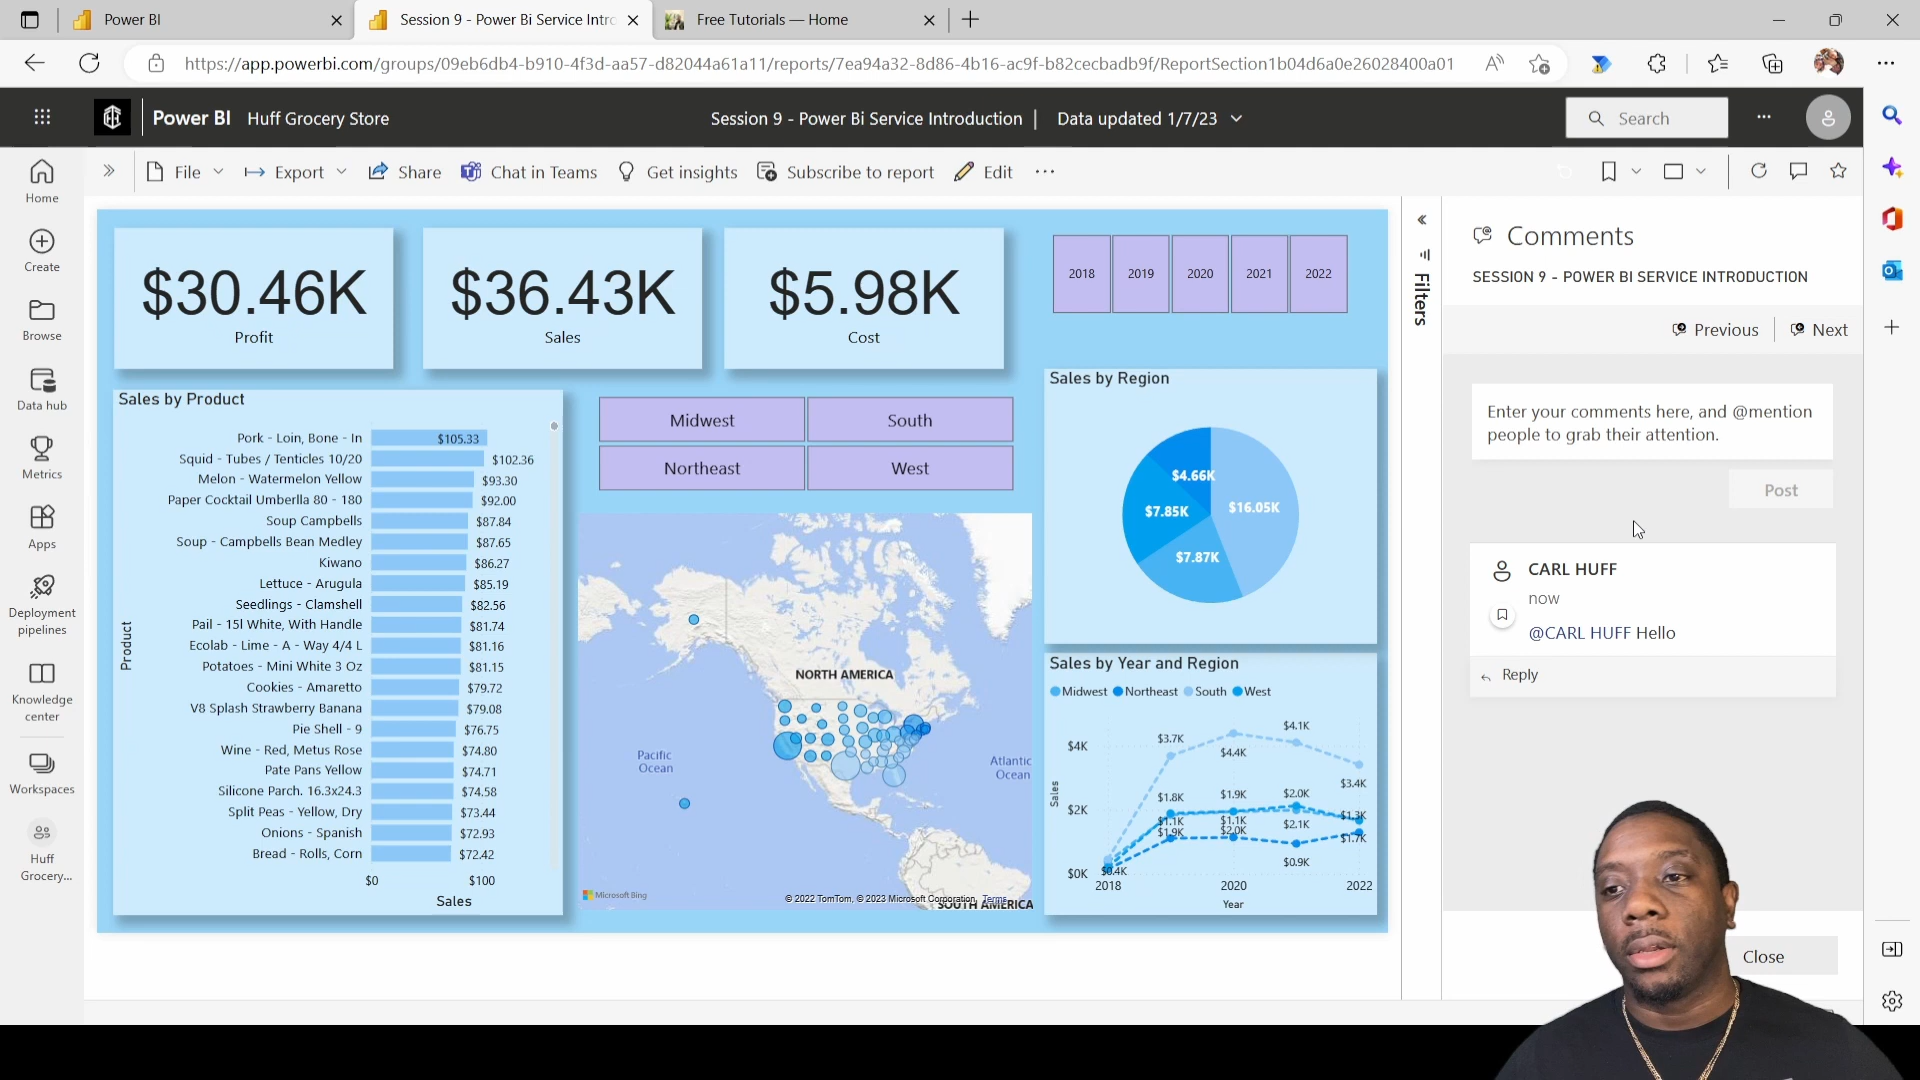 Power BI
Session 9 - Power Bi Service Intro
Free Tutorials — Home
https://app.powerbi.com/groups/09eb6db4-b910-4f3d-aa57-d82044a61a11/reports/7ea94a32-8d86-4b16-ac9f-b82cecbadb9f/ReportSection1b04d6a0e26028400a01
Power BI Huff Grocery Store
Session 9 - Power Bi Service Introduction | Data updated 1/7/23
Search
File
Export
Share
Chat in Teams
Get insights
Subscribe to report
Edit
Home
Create
Browse
Data hub
Metrics
Apps
Deployment
pipelines
Knowledge
center
Workspaces
Huff
Grocery...
$30.46K
Profit
$36.43K
Sales
$5.98K
Cost
2018 2019 2020 2021 2022
Sales by Product
Product
Pork - Loin, Bone - In $105.33
Squid - Tubes / Tenticles 10/20 $102.36
Melon - Watermelon Yellow $93.30
Paper Cocktail Umberlla 80 - 180 $92.00
Soup Campbells $87.84
Soup - Campbells Bean Medley $87.65
Kiwano $86.27
Lettuce - Arugula $85.19
Seedlings - Clamshell $82.56
Pail - 15l White, With Handle $81.74
Ecolab - Lime - A - Way 4/4 L $81.16
Potatoes - Mini White 3 Oz $81.15
Cookies - Amaretto $79.72
V8 Splash Strawberry Banana $79.08
Pie Shell - 9 $76.75
Wine - Red, Metus Rose $74.80
Pate Pans Yellow $74.71
Silicone Parch. 16.3x24.3 $74.58
Split Peas - Yellow, Dry $73.44
Onions - Spanish $72.93
Bread - Rolls, Corn $72.42
$0 $100
Sales
Midwest South
Northeast West
NORTH AMERICA
Pacific
Ocean
Atlantic
Ocean
Microsoft Bing
© 2022 TomTom, © 2023 Microsoft Corporation, Terms
SOUTH AMERICA
Sales by Region
$4.66K
$16.05K
$7.85K
$7.87K
Sales by Year and Region
Midwest Northeast South West
Sales
$4K
$2K
$0K
$3.7K
$4.4K
$4.1K
$3.4K
$1.8K
$1.9K
$2.0K
$1.3K
$1.1K
$1.1K
$2.1K
$1.9K
$2.0K
$1.7K
$0.9K
$0.4K
2018 2020 2022
Year
Filters
Comments
SESSION 9 - POWER BI SERVICE INTRODUCTION
Previous
Next
Enter your comments here, and @mention
people to grab their attention.
Post
CARL HUFF
now
@CARL HUFF Hello
Reply
Close